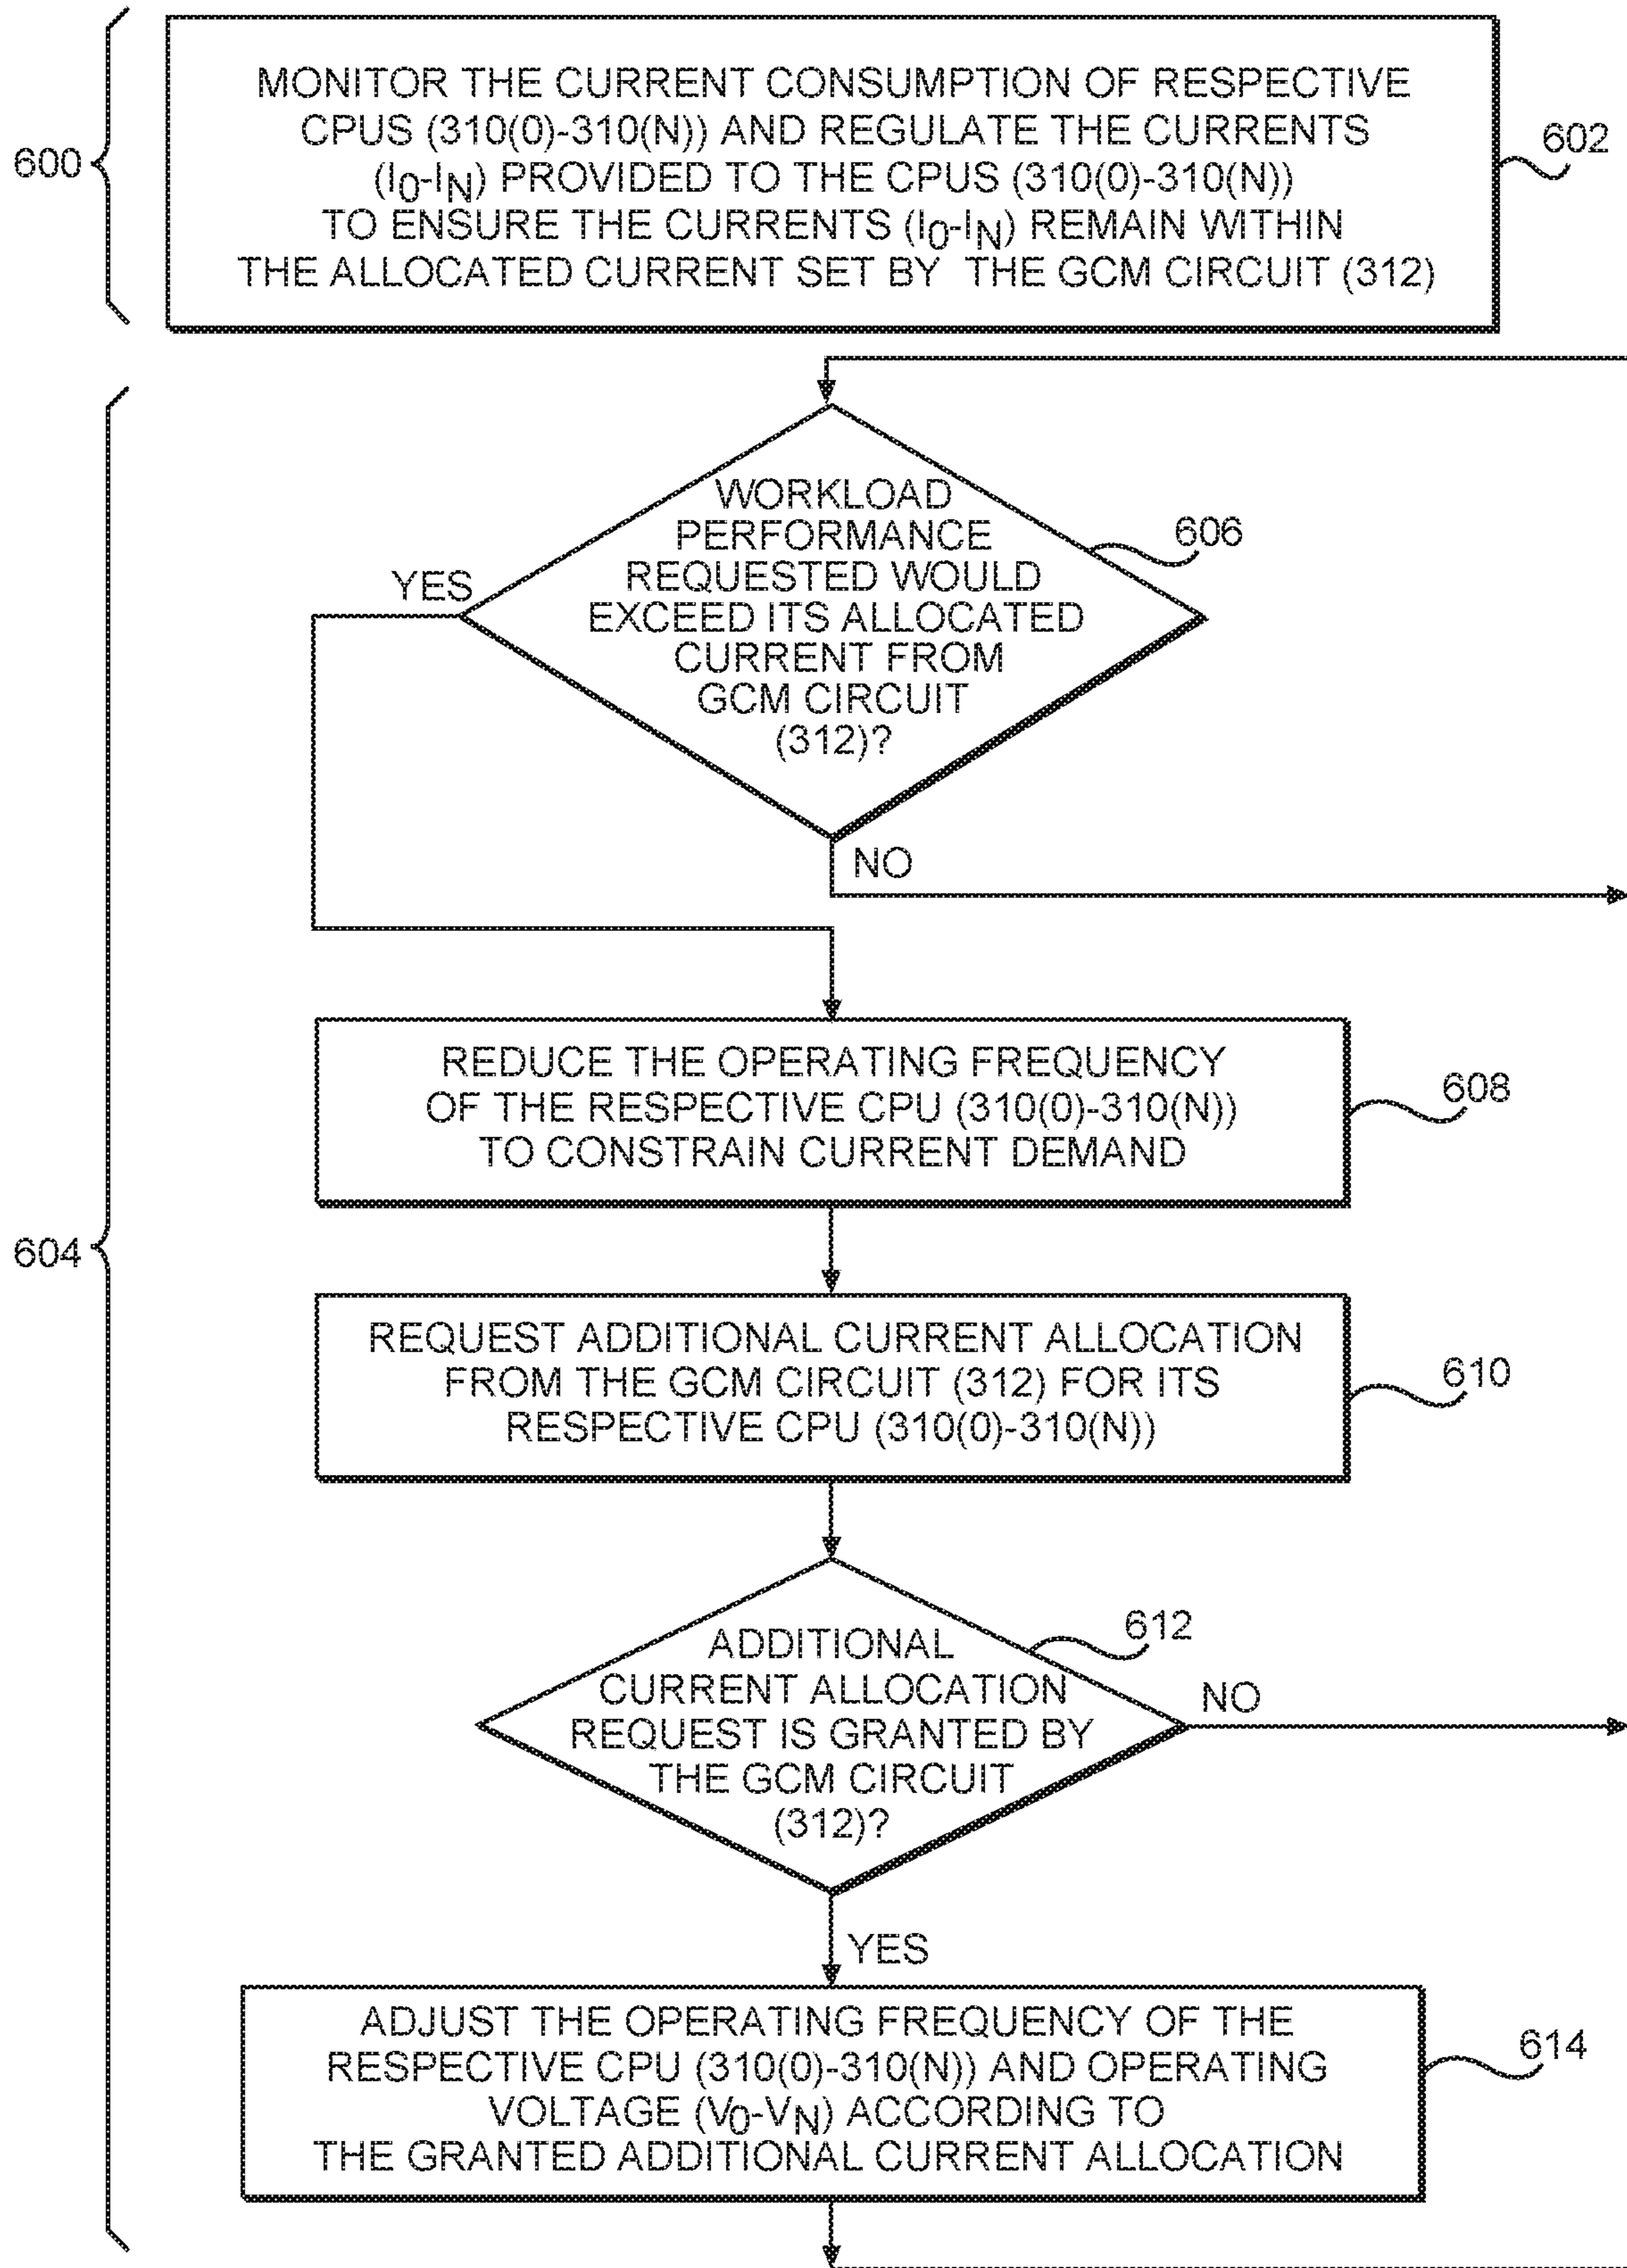 600
MONITOR THE CURRENT CONSUMPTION OF RESPECTIVE
CPUS (310(0)-310(N)) AND REGULATE THE CURRENTS
(I0-IN) PROVIDED TO THE CPUS (310(0)-310(N))
TO ENSURE THE CURRENTS (I0-IN) REMAIN WITHIN
THE ALLOCATED CURRENT SET BY THE GCM CIRCUIT (312)
602
604
WORKLOAD
PERFORMANCE
REQUESTED WOULD
EXCEED ITS ALLOCATED
CURRENT FROM
GCM CIRCUIT
(312)?
606
YES
NO
REDUCE THE OPERATING FREQUENCY
OF THE RESPECTIVE CPU (310(0)-310(N))
TO CONSTRAIN CURRENT DEMAND
608
REQUEST ADDITIONAL CURRENT ALLOCATION
FROM THE GCM CIRCUIT (312) FOR ITS
RESPECTIVE CPU (310(0)-310(N))
610
ADDITIONAL
CURRENT ALLOCATION
REQUEST IS GRANTED BY
THE GCM CIRCUIT
(312)?
612
NO
YES
ADJUST THE OPERATING FREQUENCY OF THE
RESPECTIVE CPU (310(0)-310(N)) AND OPERATING
VOLTAGE (V0-VN) ACCORDING TO
THE GRANTED ADDITIONAL CURRENT ALLOCATION
614